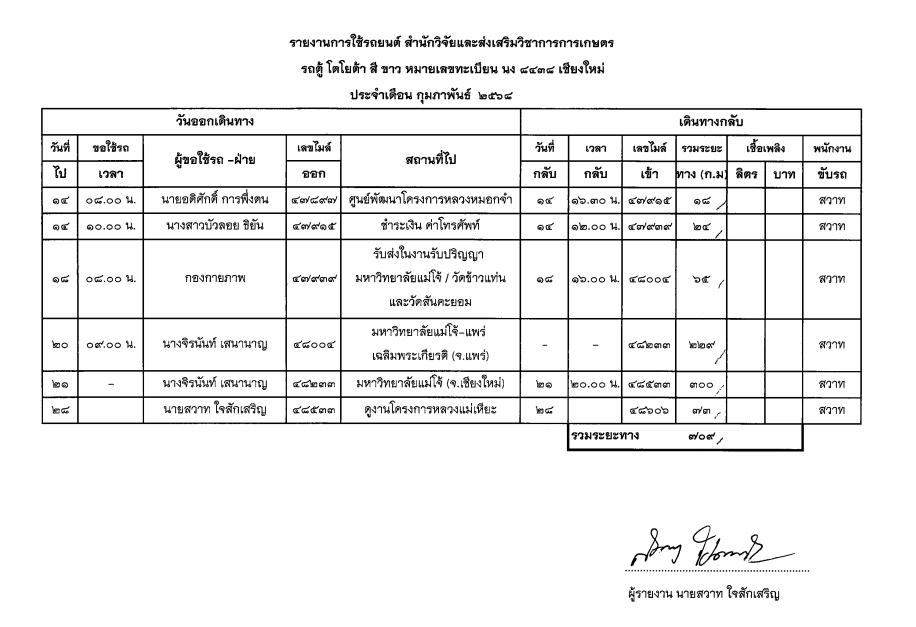 รายงานการใช้รถยนต์ สำนักวิจัยและส่งเสริมวิชาการการเกษตร
รถตู้ โตโยต้า สี ขาว หมายเลขทะเบียน นง ๘๔๓๘ เชียงใหม่
ประจำเดือน กุมภาพันธ์ ๒๕๖๘
วันออกเดินทาง เดินทางกลับ
วันที่ ขอใช้รถ ผู้ขอใช้รถ -ฝ่าย เลขไมล์ สถานที่ไป วันที่ เวลา เลขไมล์ รวมระยะ เชื้อเพลิง พนักงาน
ไป เวลา ออก กลับ กลับ เข้า ทาง (ก.ม) ลิตร บาท ขับรถ
๑๔ ๐๘.๐๐ น. นายอดิศักดิ์ การพึ่งตน ๔๗๘๙๗ ศูนย์พัฒนาโครงการหลวงหมอกจ๋า ๑๔ ๑๖.๓๐ น. ๔๗๙๑๕ ๑๘ สวาท
๑๔ ๑๐.๐๐ น. นางสาวบัวลอย ธิยัน ๔๗๙๑๕ ชำระเงิน ค่าโทรศัพท์ ๑๔ ๑๒.๐๐ น. ๔๗๙๓๙ ๒๔ สวาท
รับส่งในงานรับปริญญา
๑๘ ๐๘.๐๐ น. กองกายภาพ ๔๗๙๓๙ มหาวิทยาลัยแม่โจ้ / วัดข้าวแท่น ๑๘ ๑๖.๐๐ น. ๔๘๐๐๔ ๖๕ สวาท
และวัดสันคะยอม
๒๐ ๐๙.๐๐ น. นางจิรนันท์ เสนานาญ ๔๘๐๐๔ มหาวิทยาลัยแม่โจ้-แพร่ – – ๔๘๒๓๓ ๒๒๙ สวาท
เฉลิมพระเกียรติ (จ.แพร่)
๒๑ – นางจิรนันท์ เสนานาญ ๔๘๒๓๓ มหาวิทยาลัยแม่โจ้ (จ.เชียงใหม่) ๒๑ ๒๐.๐๐ น. ๔๘๕๓๓ ๓๐๐ สวาท
๒๘ นายสวาท ใจสักเสริญ ๔๘๕๓๓ ดูงานโครงการหลวงแม่เหียะ ๒๘ ๔๘๖๐๖ ๗๓ สวาท
รวมระยะทาง ๗๐๙
ผู้รายงาน นายสวาท ใจสักเสริญ